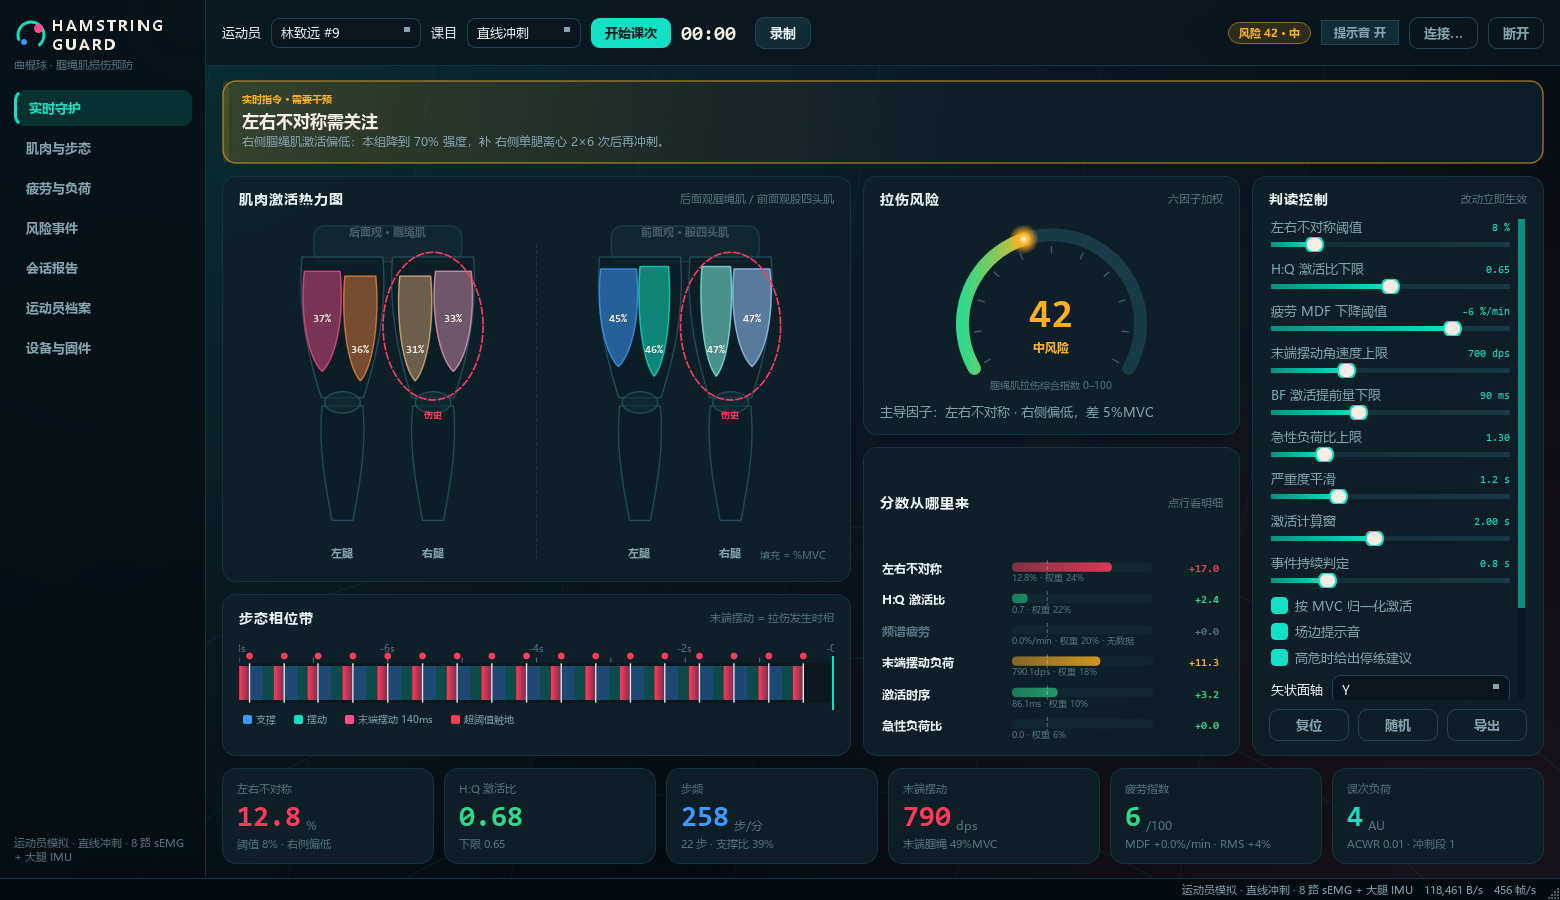 HAMSTRING
GUARD
曲棍球 · 腘绳肌损伤预防
实时守护
肌肉与步态
疲劳与负荷
风险事件
会话报告
运动员档案
设备与固件
运动员模拟 · 直线冲刺 · 8 路 sEMG
+ 大腿 IMU
运动员
林致远 #9
课目
直线冲刺
开始课次
00:00
录制
风险 42 • 中
提示音 开
连接...
断开
实时指令 • 需要干预
左右不对称需关注
右侧腘绳肌激活偏低：本组降到 70% 强度，补 右侧单腿离心 2×6 次后再冲刺。
肌肉激活热力图
后面观腘绳肌 / 前面观股四头肌
后面观 • 腘绳肌
前面观 • 股四头肌
37%
36%
31%
33%
45%
46%
47%
47%
伤史
伤史
左腿
右腿
左腿
右腿
填充 = %MVC
步态相位带
末端摆动 = 拉伤发生时相
-6s
-4s
-2s
支撑
摆动
末端摆动 140ms
超阈值触地
拉伤风险
六因子加权
42
中风险
腘绳肌拉伤综合指数 0–100
主导因子：左右不对称 · 右侧偏低，差 5%MVC
分数从哪里来
点行看明细
左右不对称
12.8% · 权重 24%
+17.0
H:Q 激活比
0.7 · 权重 22%
+2.4
频谱疲劳
0.0%/min · 权重 20% · 无数据
+0.0
末端摆动负荷
790.1dps · 权重 18%
+11.3
激活时序
86.1ms · 权重 10%
+3.2
急性负荷比
0.0 · 权重 6%
+0.0
判读控制
改动立即生效
左右不对称阈值
8 %
H:Q 激活比下限
0.65
疲劳 MDF 下降阈值
-6 %/min
末端摆动角速度上限
700 dps
BF 激活提前量下限
90 ms
急性负荷比上限
1.30
严重度平滑
1.2 s
激活计算窗
2.00 s
事件持续判定
0.8 s
按 MVC 归一化激活
场边提示音
高危时给出停练建议
矢状面轴
Y
复位
随机
导出
左右不对称
12.8 %
阈值 8% · 右侧偏低
H:Q 激活比
0.68
下限 0.65
步频
258 步/分
22 步 · 支撑比 39%
末端摆动
790 dps
末端腘绳 49%MVC
疲劳指数
6 /100
MDF +0.0%/min · RMS +4%
课次负荷
4 AU
ACWR 0.01 · 冲刺段 1
运动员模拟 · 直线冲刺 · 8 路 sEMG + 大腿 IMU
118,461 B/s
456 帧/s